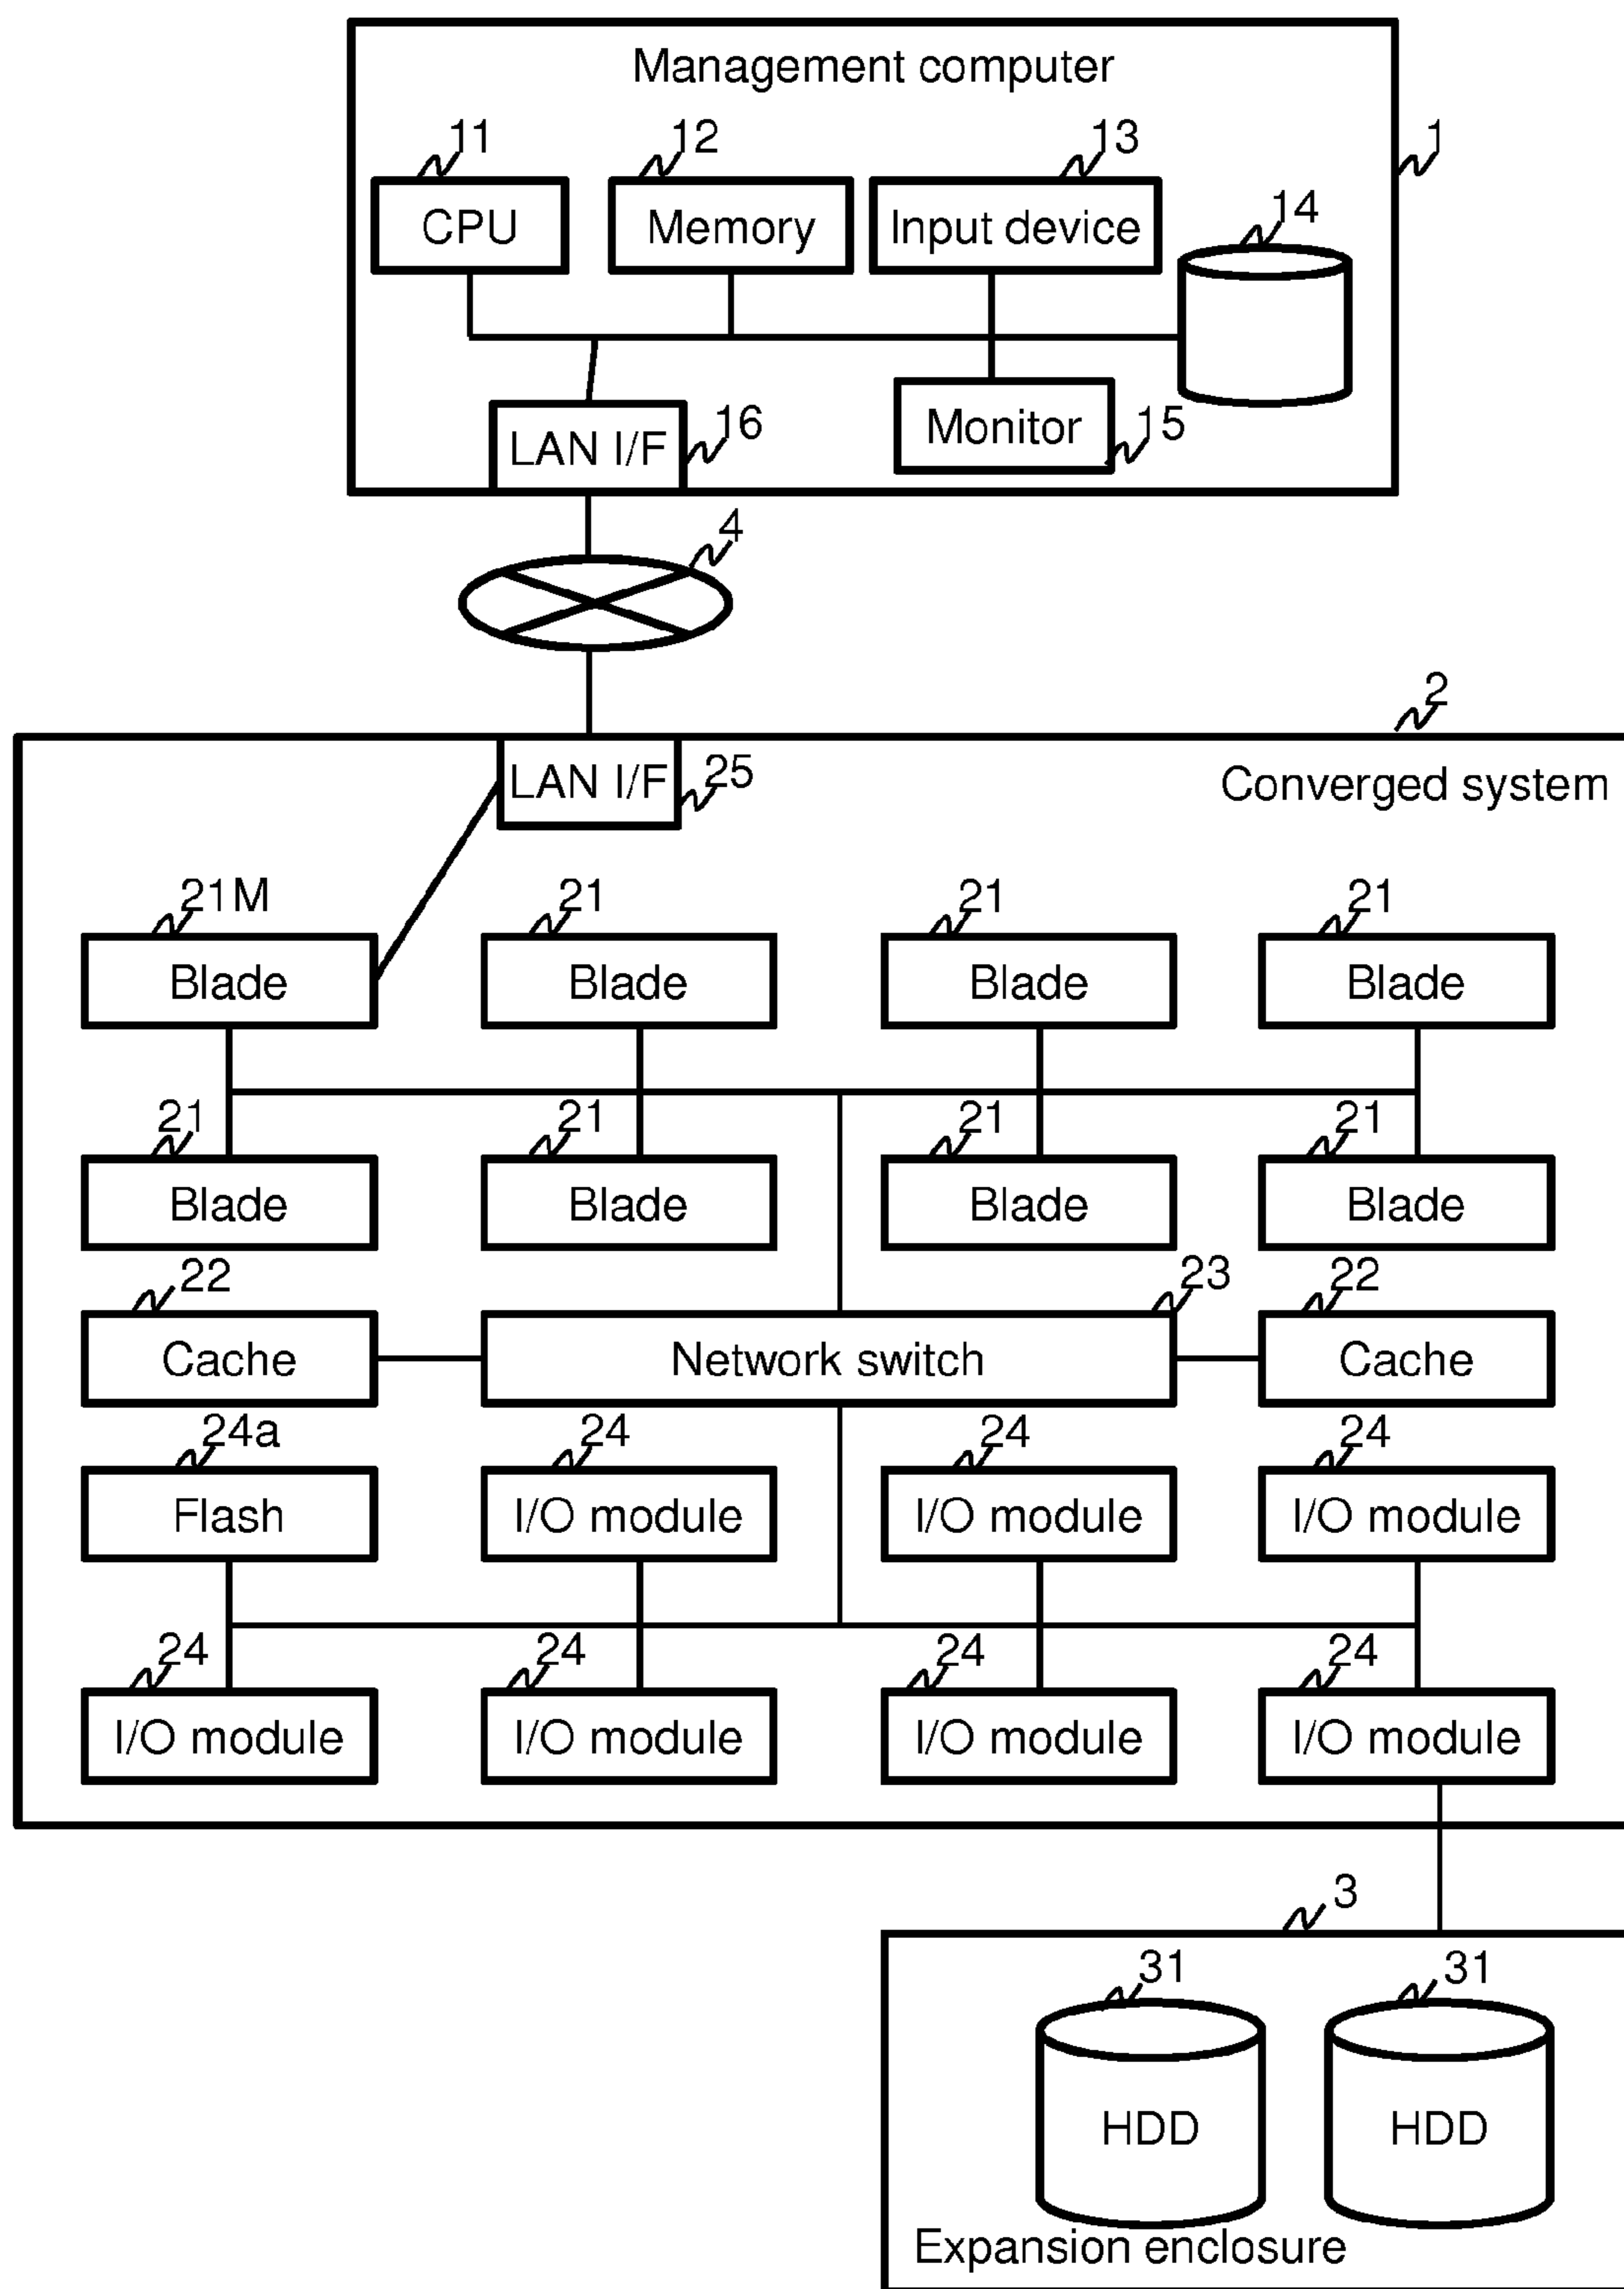 Management computer
11
12
13
1
14
CPU
Memory
Input device
16
15
LAN I/F
Monitor
4
2
LAN I/F
25
Converged system
21M
21
21
21
Blade
Blade
Blade
Blade
21
21
21
21
Blade
Blade
Blade
Blade
22
23
22
Cache
Network switch
Cache
24a
24
24
24
Flash
I/O module
I/O module
I/O module
24
24
24
24
I/O module
I/O module
I/O module
I/O module
3
31
31
HDD
HDD
Expansion enclosure